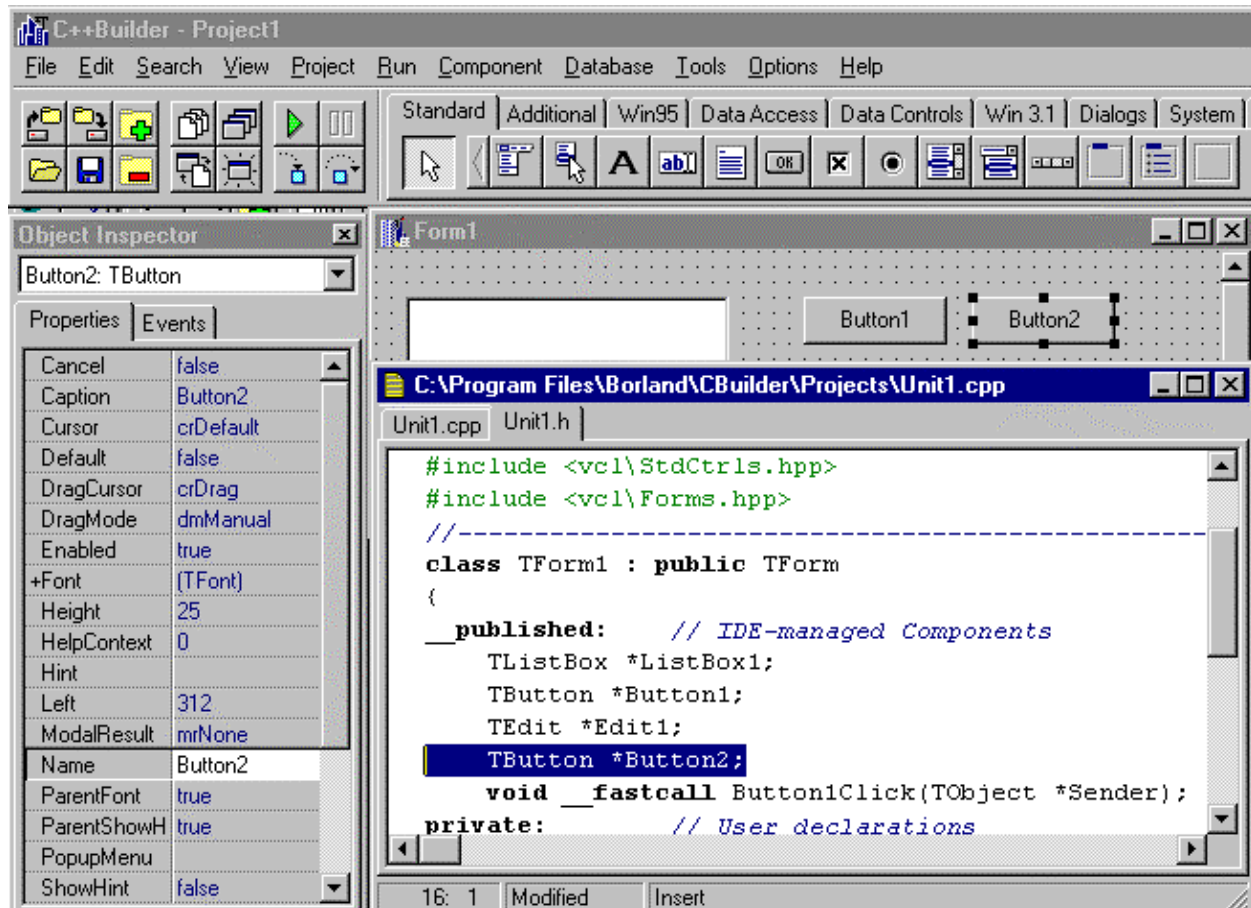 C++Builder - Project1
File Edit Search View Project Run Component Database Tools Options Help
Standard Additional Win95 Data Access Data Controls Win 3.1 Dialogs System
A ab OK
Object Inspector
Button2: TButton
Properties Events
Cancel false
Caption Button2
Cursor crDefault
Default false
DragCursor crDrag
DragMode dmManual
Enabled true
+Font (TFont)
Height 25
HelpContext 0
Hint
Left 312
ModalResult mrNone
Name Button2
ParentFont true
ParentShowH true
PopupMenu
ShowHint false
Form1
Button1 Button2
C:\Program Files\Borland\CBuilder\Projects\Unit1.cpp
Unit1.cpp Unit1.h
#include <vcl\StdCtrls.hpp>
#include <vcl\Forms.hpp>
//--------------------------------------------------
class TForm1 : public TForm
{
__published: // IDE-managed Components
TListBox *ListBox1;
TButton *Button1;
TEdit *Edit1;
TButton *Button2;
void __fastcall Button1Click(TObject *Sender);
private: // User declarations
16: 1 Modified Insert